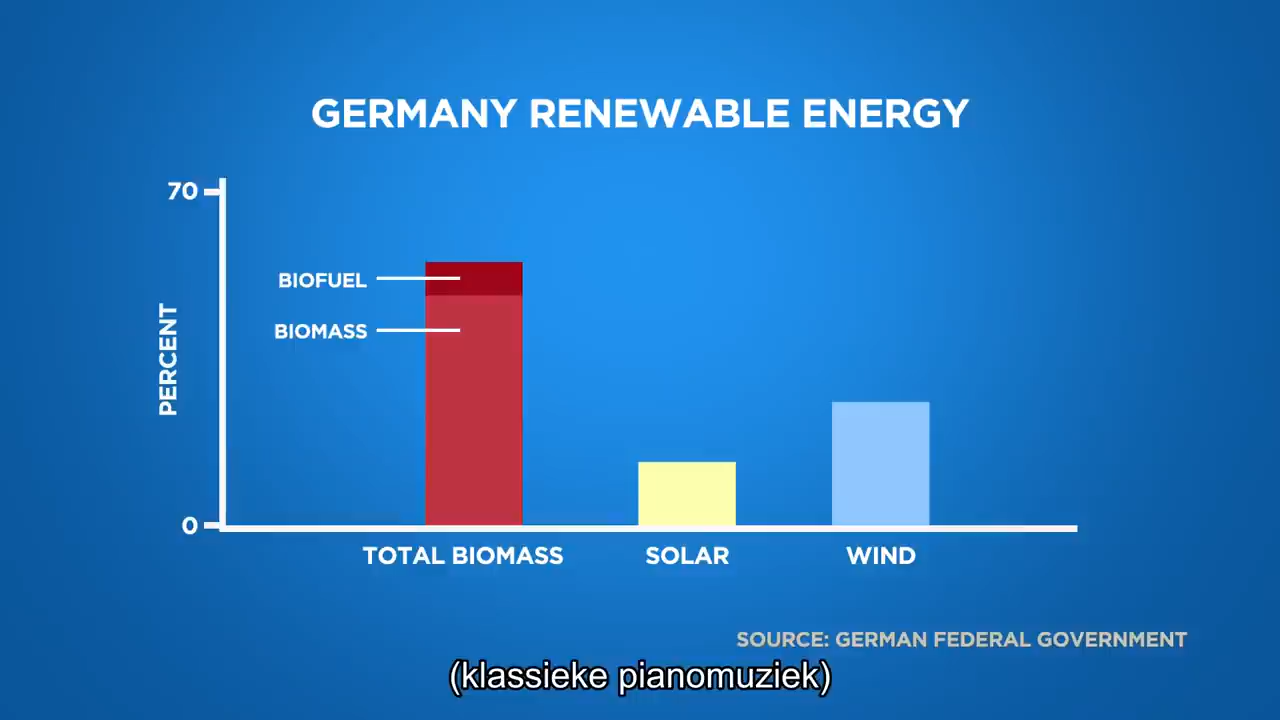 GERMANY RENEWABLE ENERGY
70
BIOFUEL
BIOMASS
PERCENT
0
TOTAL BIOMASS
SOLAR
WIND
SOURCE: GERMAN FEDERAL GOVERNMENT
(klassieke pianomuziek)